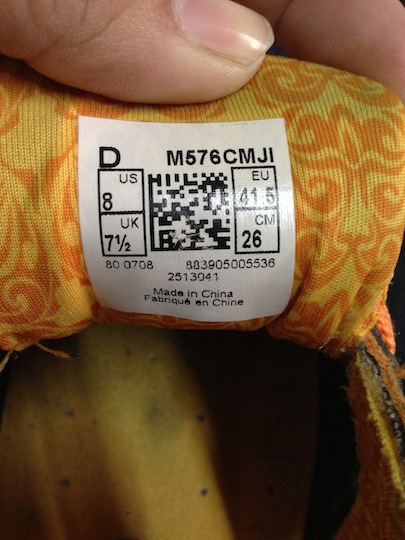 D M576CMJI
US EU
8 41.5
UK CM
7½ 26
80 0708 883905005536
2513041
Made in China
Fabriqué en Chine